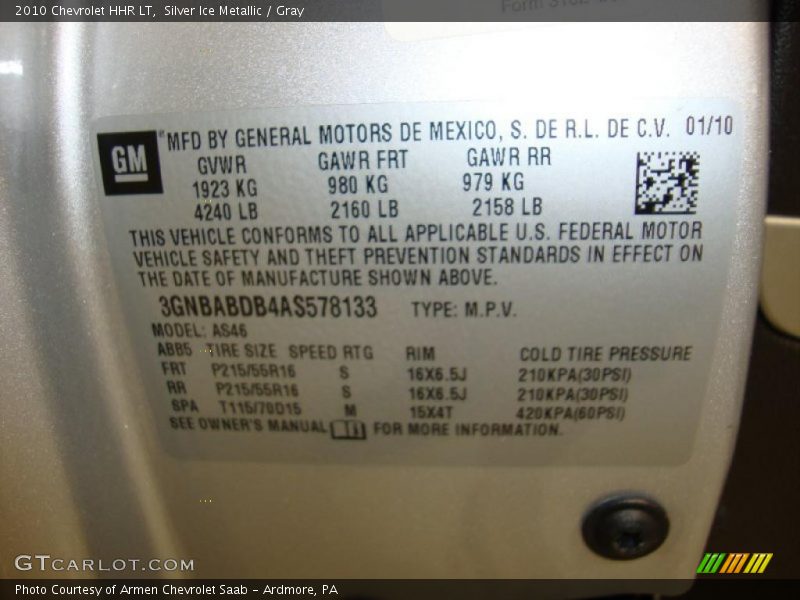 2010 Chevrolet HHR LT,  Silver Ice Metallic / Gray
GM
MFD BY GENERAL MOTORS DE MEXICO, S. DE R.L. DE C.V. 01/10
GVWR GAWR FRT GAWR RR
1923 KG 980 KG 979 KG
4240 LB 2160 LB 2158 LB
THIS VEHICLE CONFORMS TO ALL APPLICABLE U.S. FEDERAL MOTOR
VEHICLE SAFETY AND THEFT PREVENTION STANDARDS IN EFFECT ON
THE DATE OF MANUFACTURE SHOWN ABOVE.
3GNBABDB4AS578133 TYPE: M.P.V.
MODEL: AS46
ABB5 TIRE SIZE SPEED RTG RIM COLD TIRE PRESSURE
FRT P215/55R16 S 16X6.5J 210KPA(30PSI)
RR P215/55R16 S 16X6.5J 210KPA(30PSI)
SPA T115/70D15 M 15X4T 420KPA(60PSI)
SEE OWNER'S MANUAL FOR MORE INFORMATION.
GTCARLOT.COM
Photo Courtesy of Armen Chevrolet Saab - Ardmore, PA